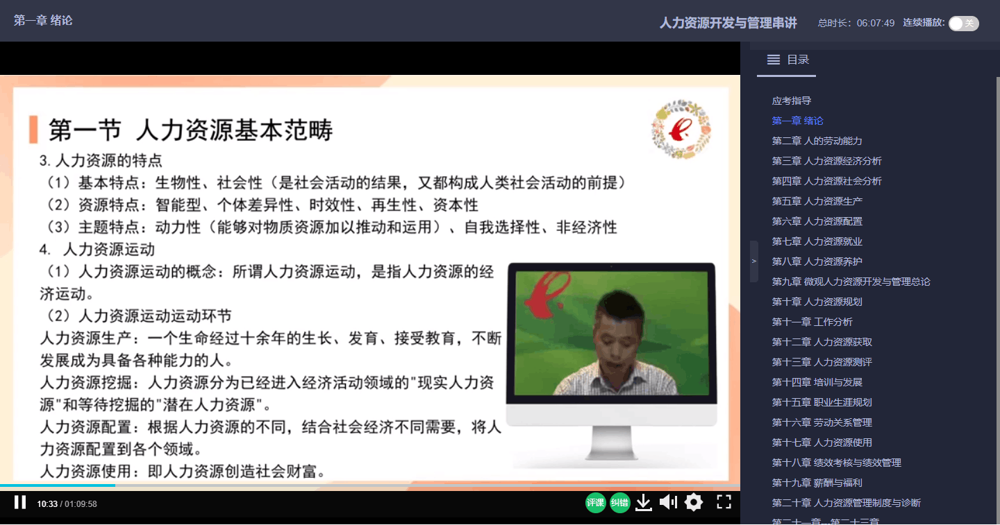 第一章 绪论
人力资源开发与管理串讲
总时长：06:07:49
连续播放:
关
第一节 人力资源基本范畴
3.人力资源的特点
（1）基本特点：生物性、社会性（是社会活动的结果，又都构成人类社会活动的前提）
（2）资源特点：智能型、个体差异性、时效性、再生性、资本性
（3）主题特点：动力性（能够对物质资源加以推动和运用）、自我选择性、非经济性
4. 人力资源运动
（1）人力资源运动的概念：所谓人力资源运动，是指人力资源的经
济运动。
（2）人力资源运动运动环节
人力资源生产：一个生命经过十余年的生长、发育、接受教育，不断
发展成为具备各种能力的人。
人力资源挖掘：人力资源分为已经进入经济活动领域的"现实人力资
源"和等待挖掘的"潜在人力资源"。
人力资源配置：根据人力资源的不同，结合社会经济不同需要，将人
力资源配置到各个领域。
人力资源使用：即人力资源创造社会财富。
10:33 / 01:09:58
评课
纠错
目录
应考指导
第一章 绪论
第二章 人的劳动能力
第三章 人力资源经济分析
第四章 人力资源社会分析
第五章 人力资源生产
第六章 人力资源配置
第七章 人力资源就业
第八章 人力资源养护
第九章 微观人力资源开发与管理总论
第十章 人力资源规划
第十一章 工作分析
第十二章 人力资源获取
第十三章 人力资源测评
第十四章 培训与发展
第十五章 职业生涯规划
第十六章 劳动关系管理
第十七章 人力资源使用
第十八章 绩效考核与绩效管理
第十九章 薪酬与福利
第二十章 人力资源管理制度与诊断
第二十一章---第二十三章